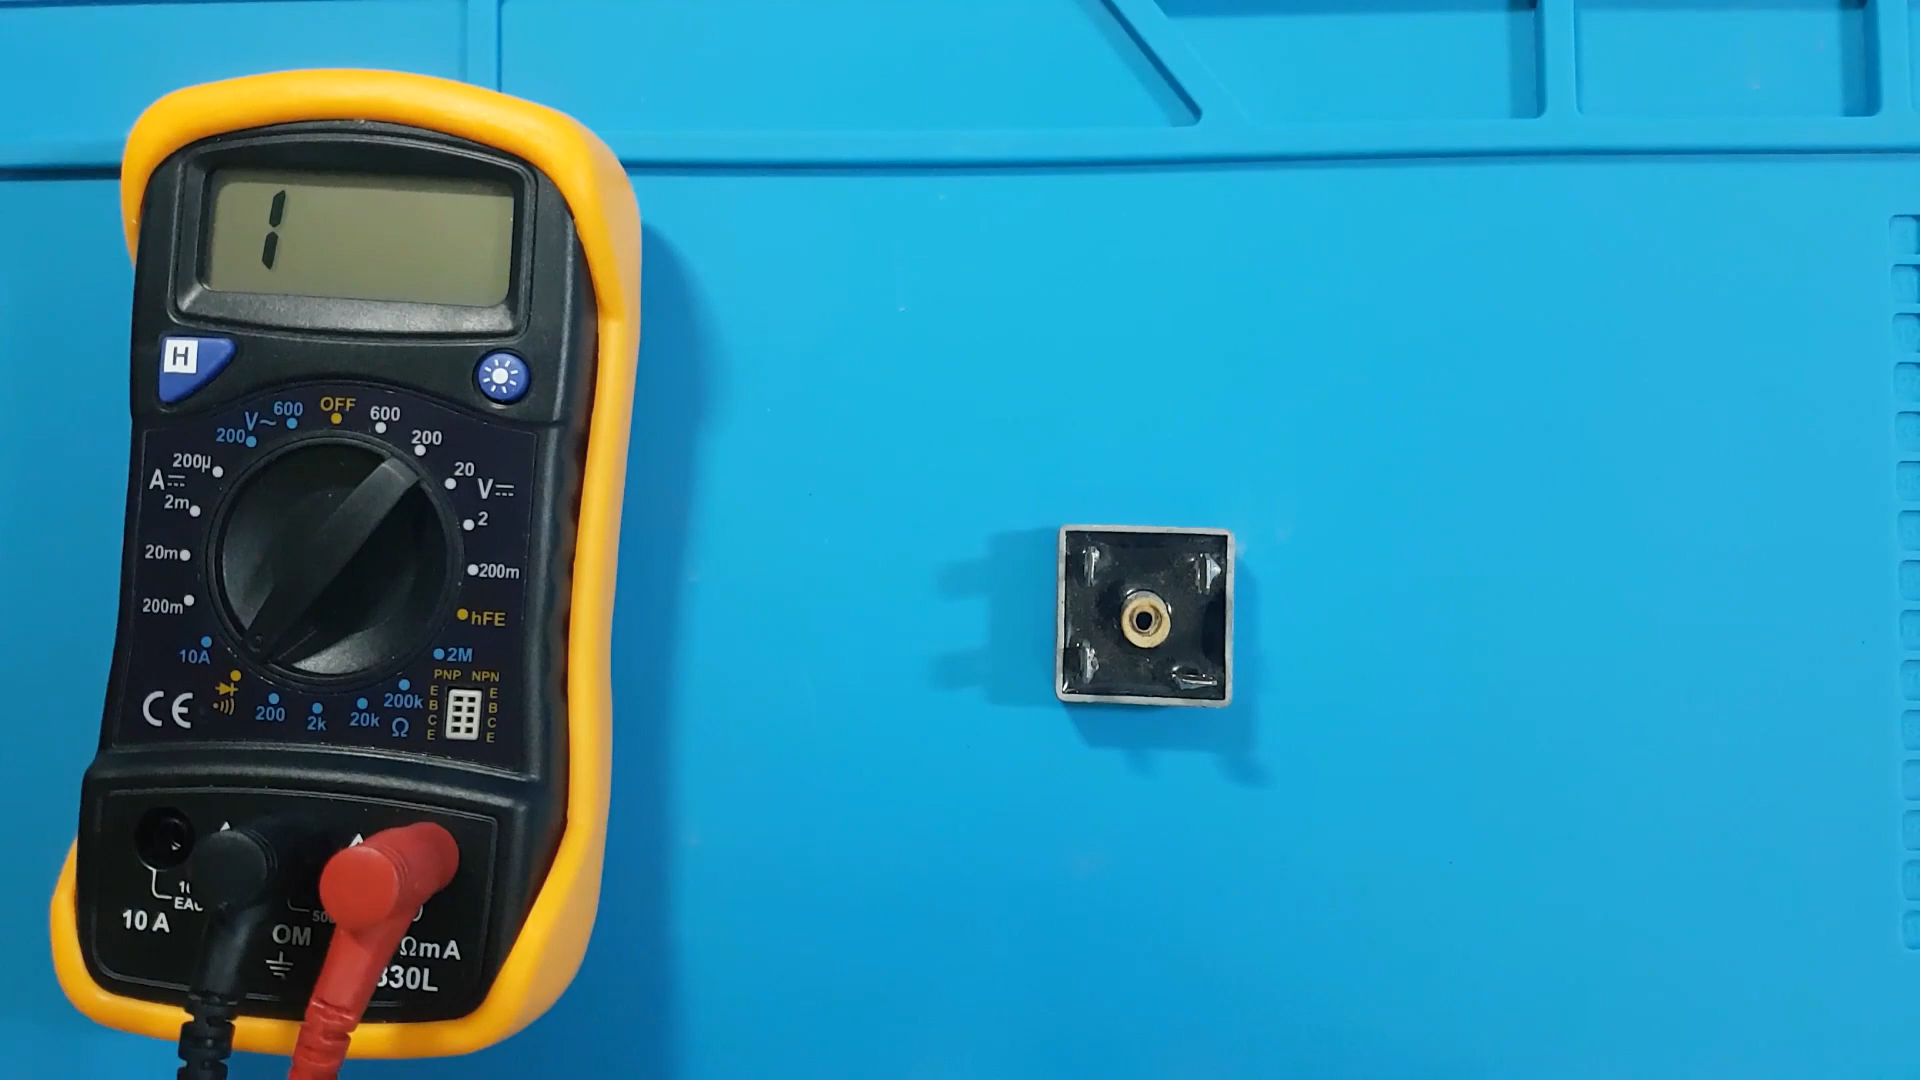 1
H
OFF
V~ 600 600
200 200
200µ 20
A V
2m 2
20m 200m
200m hFE
10A 2M
PNP NPN
200 2k 20k 200k
Ω
E E
B B
C C
E E
CE
10 A
ΩmA
330L